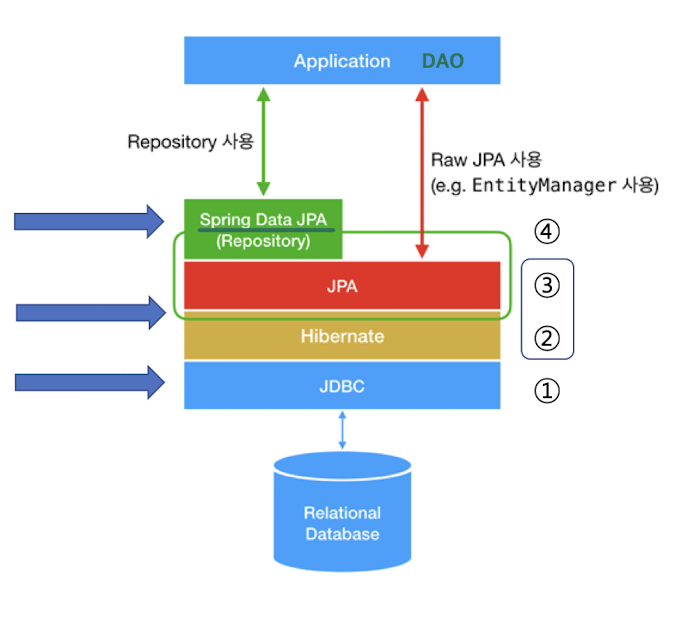 Application DAO
Repository 사용
Raw JPA 사용
(e.g. EntityManager 사용)
Spring Data JPA
(Repository)
④
JPA
③
Hibernate
②
JDBC
①
Relational
Database